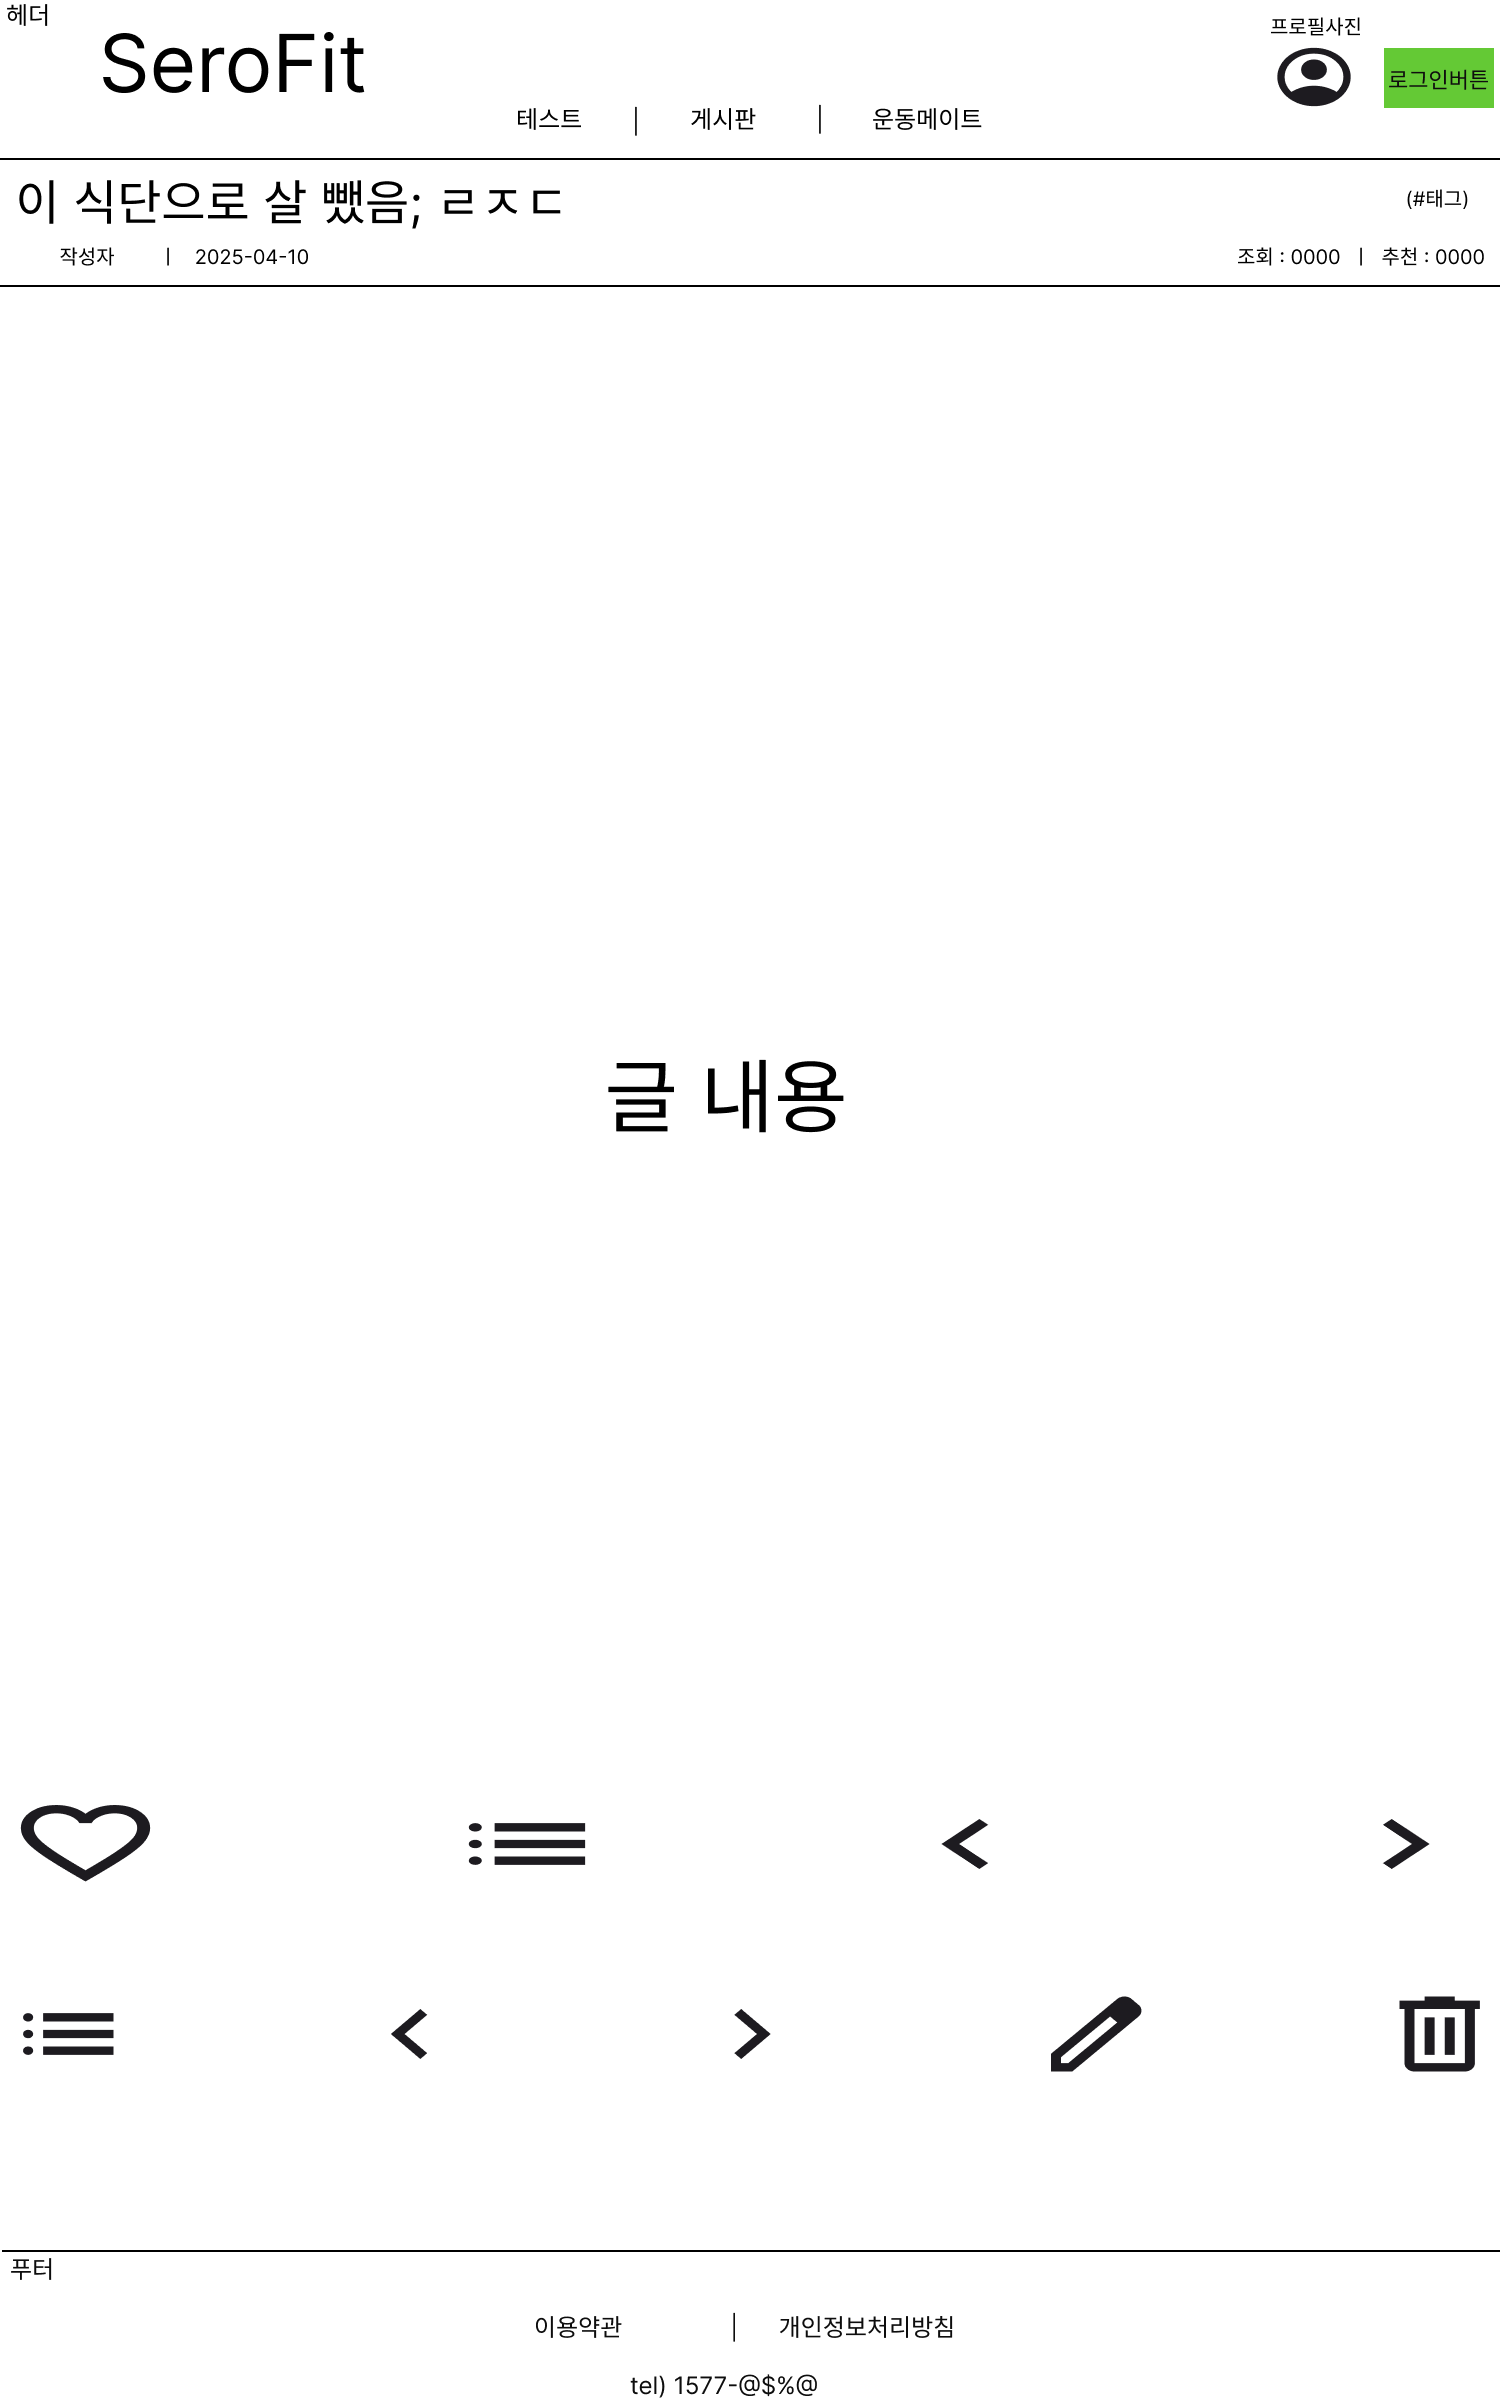 헤더
SeroFit
프로필사진
로그인버튼
테스트 | 게시판 | 운동메이트
이 식단으로 살 뺐음; ㄹㅈㄷ
(#태그)
작성자 | 2025-04-10
조회 : 0000 | 추천 : 0000
글 내용
푸터
이용약관 | 개인정보처리방침
tel) 1577-@$%@